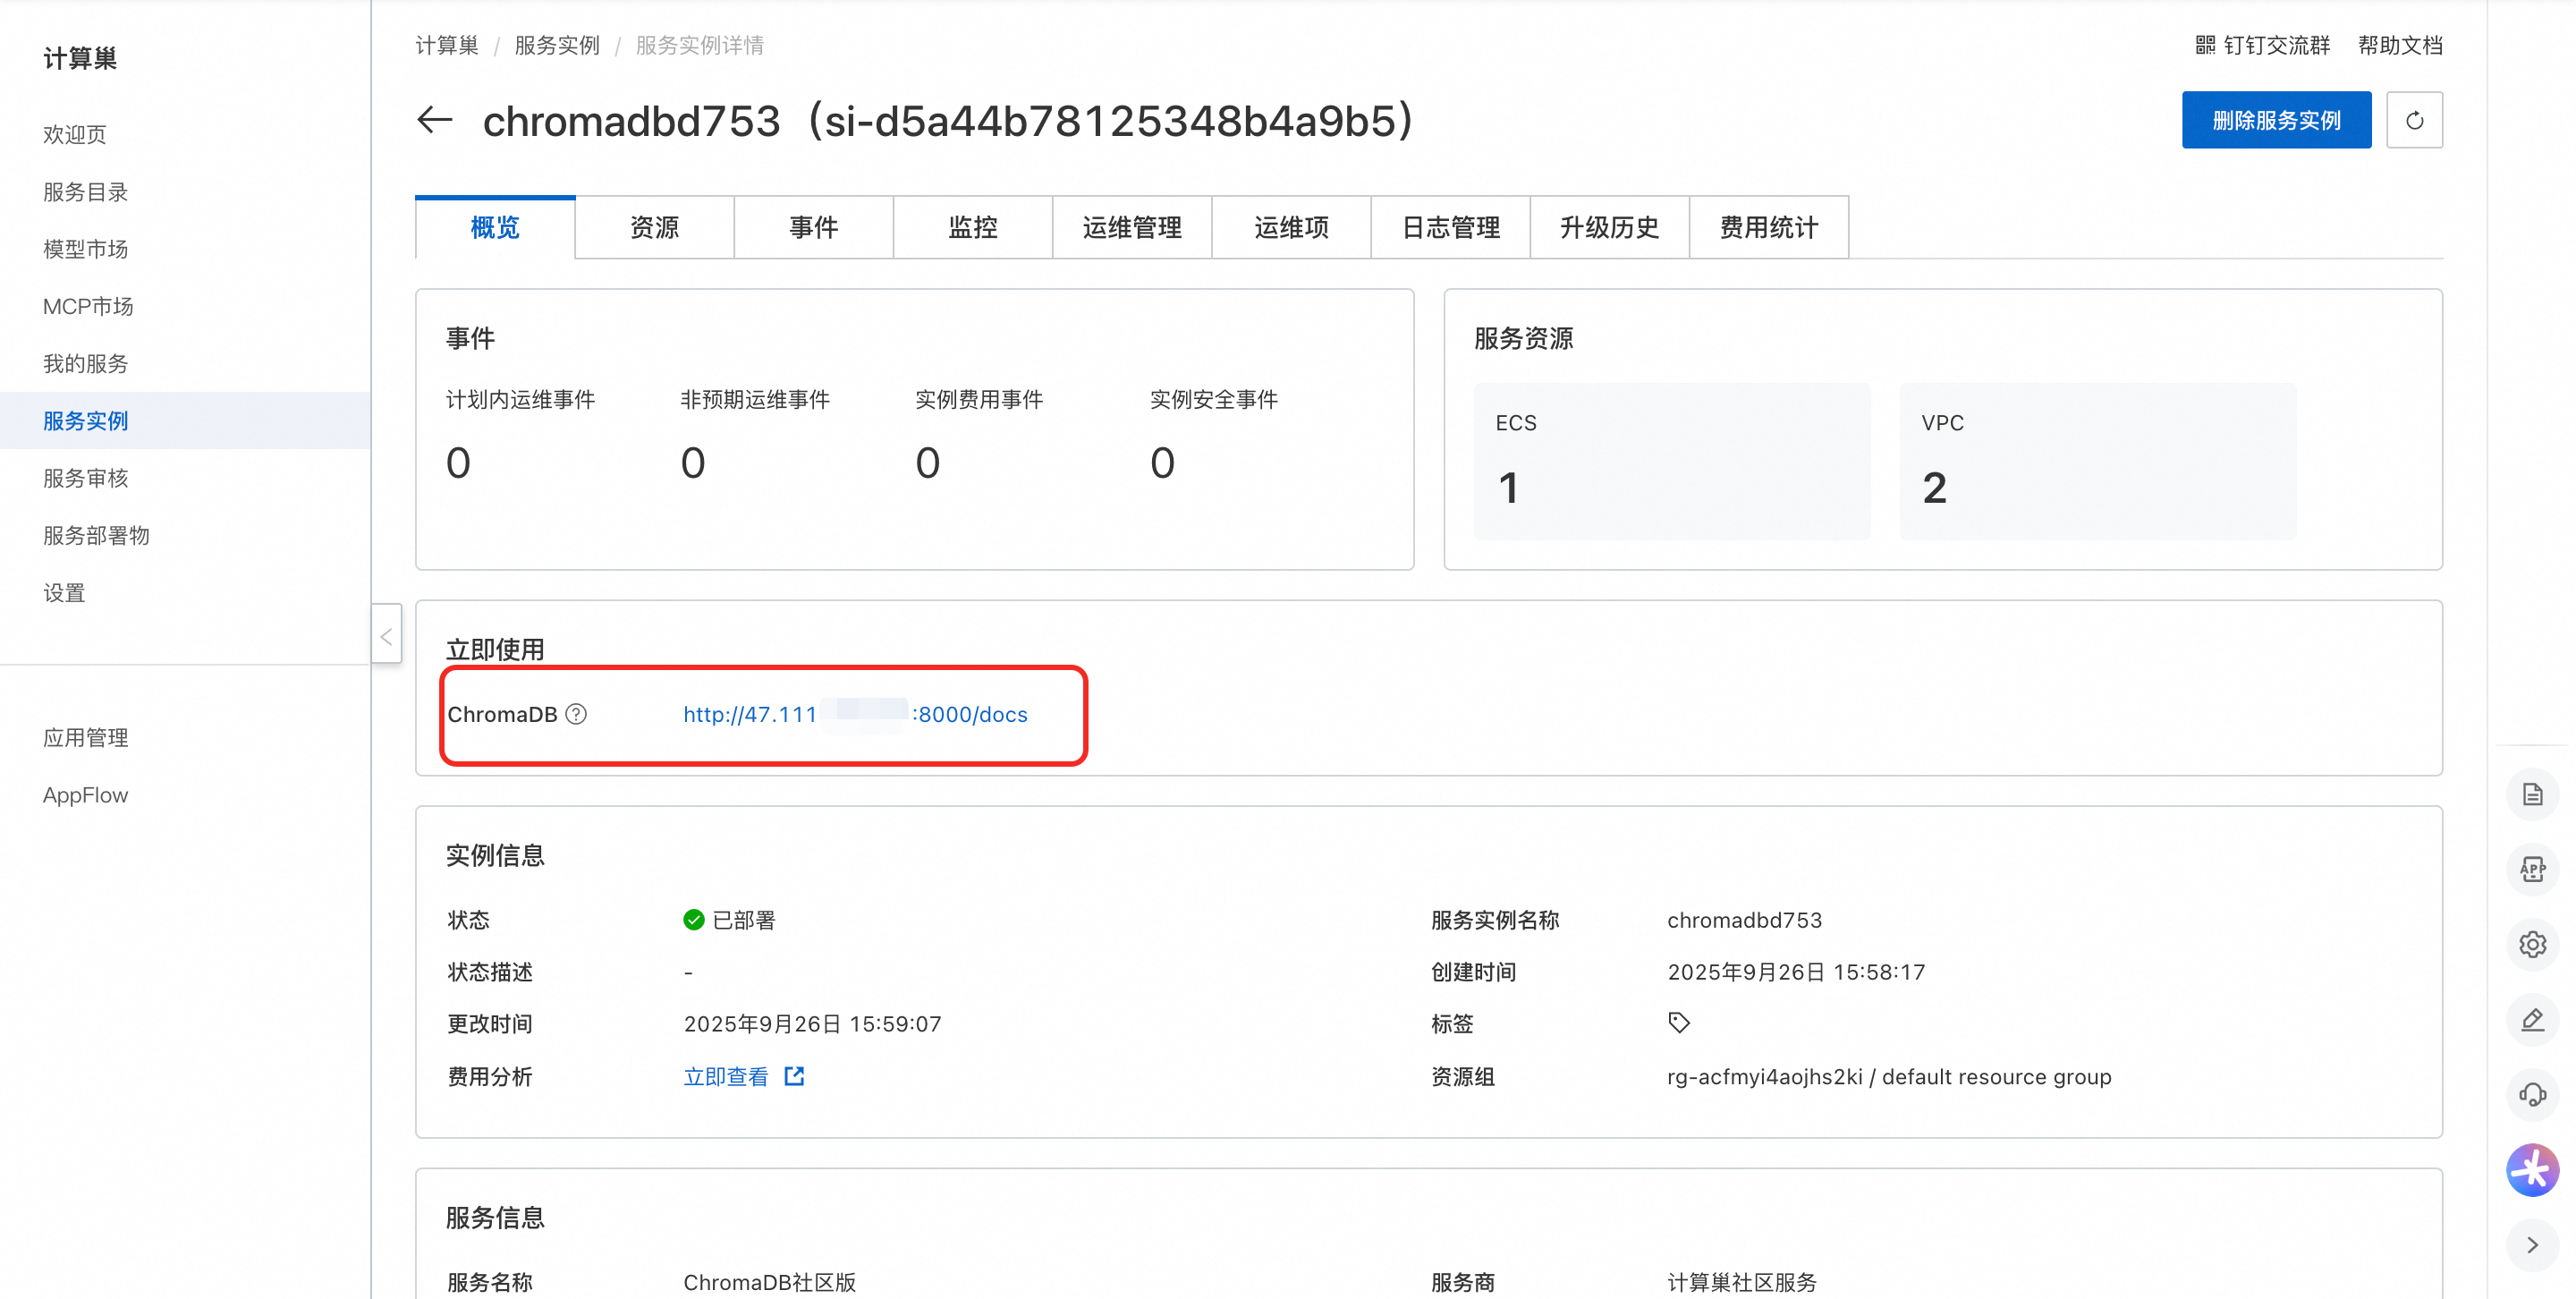 计算巢
欢迎页
服务目录
模型市场
MCP市场
我的服务
服务实例
服务审核
服务部署物
设置
应用管理
AppFlow
计算巢 / 服务实例 / 服务实例详情
钉钉交流群 帮助文档
chromadbd753（si-d5a44b78125348b4a9b5）
删除服务实例
概览 资源 事件 监控 运维管理 运维项 日志管理 升级历史 费用统计
事件
计划内运维事件 非预期运维事件 实例费用事件 实例安全事件
0 0 0 0
服务资源
ECS VPC
1 2
立即使用
ChromaDB ? http://47.111 :8000/docs
实例信息
状态 已部署 服务实例名称 chromadbd753
状态描述 - 创建时间 2025年9月26日 15:58:17
更改时间 2025年9月26日 15:59:07 标签
费用分析 立即查看 资源组 rg-acfmyi4aojhs2ki / default resource group
服务信息
服务名称 ChromaDB社区版 服务商 计算巢社区服务
APP